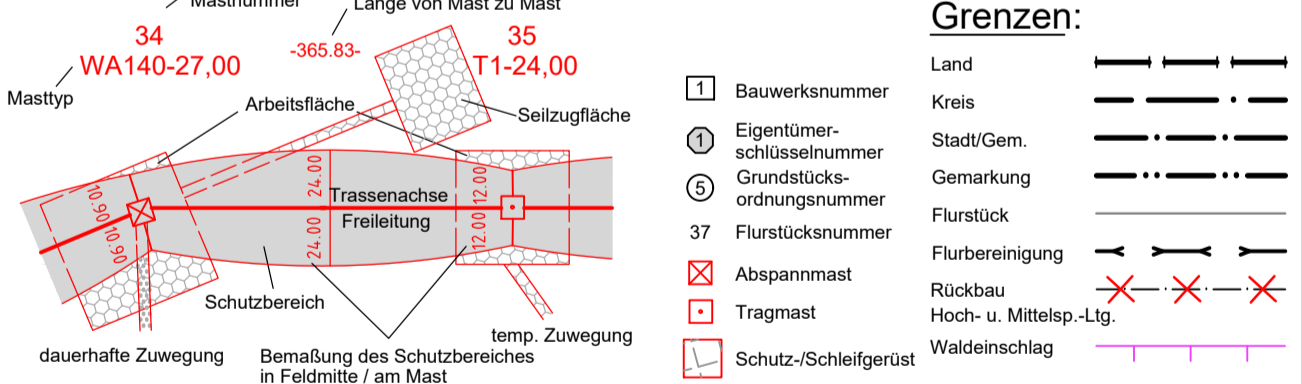 Mastnummer
Länge von Mast zu Mast
34
WA140-27,00
-365.83-
35
T1-24,00
Masttyp
Arbeitsfläche
Seilzugfläche
10.90
10.90
24.00
24.00
Trassenachse
Freileitung
12.00
12.00
Schutzbereich
dauerhafte Zuwegung
temp. Zuwegung
Bemaßung des Schutzbereiches
in Feldmitte / am Mast
1
Bauwerksnummer
1
Eigentümer-
schlüsselnummer
5
Grundstücks-
ordnungsnummer
37
Flurstücksnummer
Abspannmast
Tragmast
Schutz-/Schleifgerüst
Grenzen:
Land
Kreis
Stadt/Gem.
Gemarkung
Flurstück
Flurbereinigung
Rückbau
Hoch- u. Mittelsp.-Ltg.
Waldeinschlag